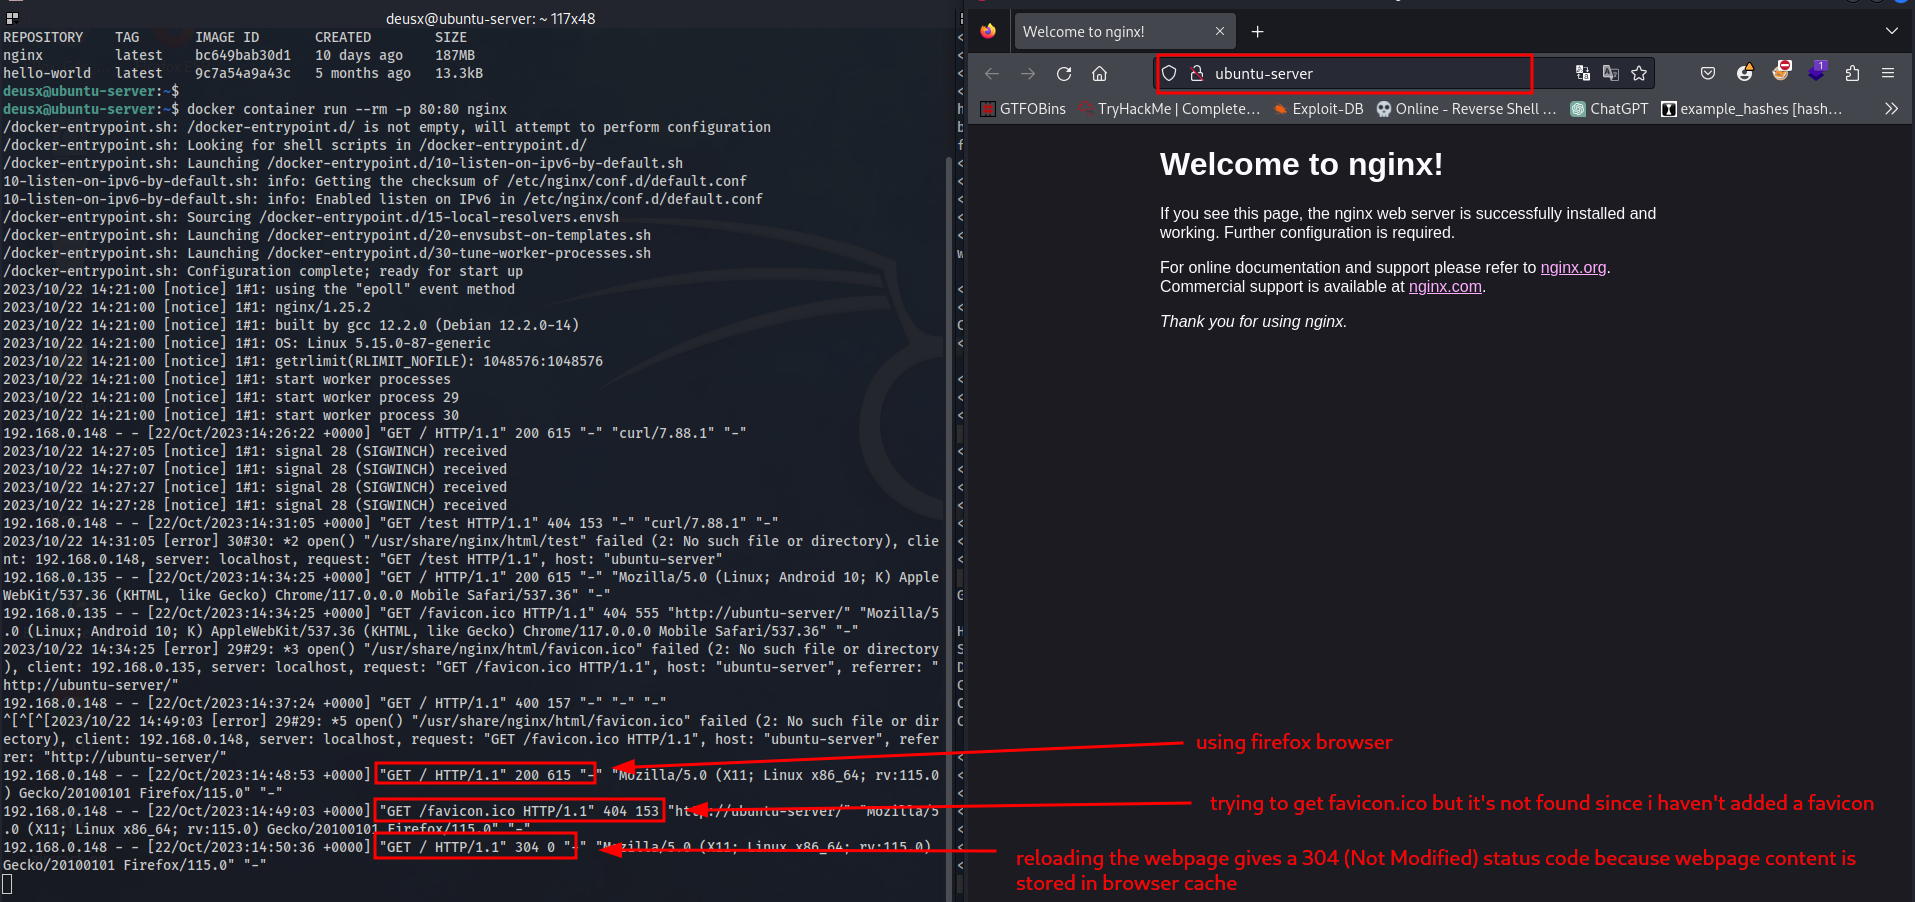 deusx@ubuntu-server: ~ 117x48
REPOSITORY TAG IMAGE ID CREATED SIZE
nginx latest bc649bab30d1 10 days ago 187MB
hello-world latest 9c7a54a9a43c 5 months ago 13.3kB
deusx@ubuntu-server:~$
deusx@ubuntu-server:~$ docker container run --rm -p 80:80 nginx
/docker-entrypoint.sh: /docker-entrypoint.d/ is not empty, will attempt to perform configuration
/docker-entrypoint.sh: Looking for shell scripts in /docker-entrypoint.d/
/docker-entrypoint.sh: Launching /docker-entrypoint.d/10-listen-on-ipv6-by-default.sh
10-listen-on-ipv6-by-default.sh: info: Getting the checksum of /etc/nginx/conf.d/default.conf
10-listen-on-ipv6-by-default.sh: info: Enabled listen on IPv6 in /etc/nginx/conf.d/default.conf
/docker-entrypoint.sh: Sourcing /docker-entrypoint.d/15-local-resolvers.envsh
/docker-entrypoint.sh: Launching /docker-entrypoint.d/20-envsubst-on-templates.sh
/docker-entrypoint.sh: Launching /docker-entrypoint.d/30-tune-worker-processes.sh
/docker-entrypoint.sh: Configuration complete; ready for start up
2023/10/22 14:21:00 [notice] 1#1: using the "epoll" event method
2023/10/22 14:21:00 [notice] 1#1: nginx/1.25.2
2023/10/22 14:21:00 [notice] 1#1: built by gcc 12.2.0 (Debian 12.2.0-14)
2023/10/22 14:21:00 [notice] 1#1: OS: Linux 5.15.0-87-generic
2023/10/22 14:21:00 [notice] 1#1: getrlimit(RLIMIT_NOFILE): 1048576:1048576
2023/10/22 14:21:00 [notice] 1#1: start worker processes
2023/10/22 14:21:00 [notice] 1#1: start worker process 29
2023/10/22 14:21:00 [notice] 1#1: start worker process 30
192.168.0.148 - - [22/Oct/2023:14:26:22 +0000] "GET / HTTP/1.1" 200 615 "-" "curl/7.88.1" "-"
2023/10/22 14:27:05 [notice] 1#1: signal 28 (SIGWINCH) received
2023/10/22 14:27:07 [notice] 1#1: signal 28 (SIGWINCH) received
2023/10/22 14:27:27 [notice] 1#1: signal 28 (SIGWINCH) received
2023/10/22 14:27:28 [notice] 1#1: signal 28 (SIGWINCH) received
192.168.0.148 - - [22/Oct/2023:14:31:05 +0000] "GET /test HTTP/1.1" 404 153 "-" "curl/7.88.1" "-"
2023/10/22 14:31:05 [error] 30#30: *2 open() "/usr/share/nginx/html/test" failed (2: No such file or directory), clie
nt: 192.168.0.148, server: localhost, request: "GET /test HTTP/1.1", host: "ubuntu-server"
192.168.0.135 - - [22/Oct/2023:14:34:25 +0000] "GET / HTTP/1.1" 200 615 "-" "Mozilla/5.0 (Linux; Android 10; K) Apple
WebKit/537.36 (KHTML, like Gecko) Chrome/117.0.0.0 Mobile Safari/537.36" "-"
192.168.0.135 - - [22/Oct/2023:14:34:25 +0000] "GET /favicon.ico HTTP/1.1" 404 555 "http://ubuntu-server/" "Mozilla/5
.0 (Linux; Android 10; K) AppleWebKit/537.36 (KHTML, like Gecko) Chrome/117.0.0.0 Mobile Safari/537.36" "-"
2023/10/22 14:34:25 [error] 29#29: *3 open() "/usr/share/nginx/html/favicon.ico" failed (2: No such file or directory
), client: 192.168.0.135, server: localhost, request: "GET /favicon.ico HTTP/1.1", host: "ubuntu-server", referrer: "
http://ubuntu-server/"
192.168.0.148 - - [22/Oct/2023:14:37:24 +0000] "GET / HTTP/1.1" 400 157 "-" "-" "-"
^[^[^[2023/10/22 14:49:03 [error] 29#29: *5 open() "/usr/share/nginx/html/favicon.ico" failed (2: No such file or dir
ectory), client: 192.168.0.148, server: localhost, request: "GET /favicon.ico HTTP/1.1", host: "ubuntu-server", refer
rer: "http://ubuntu-server/"
192.168.0.148 - - [22/Oct/2023:14:48:53 +0000] "GET / HTTP/1.1" 200 615 "-" "Mozilla/5.0 (X11; Linux x86_64; rv:115.0
) Gecko/20100101 Firefox/115.0" "-"
192.168.0.148 - - [22/Oct/2023:14:49:03 +0000] "GET /favicon.ico HTTP/1.1" 404 153 "http://ubuntu-server/" "Mozilla/5
.0 (X11; Linux x86_64; rv:115.0) Gecko/20100101 Firefox/115.0" "-"
192.168.0.148 - - [22/Oct/2023:14:50:36 +0000] "GET / HTTP/1.1" 304 0 "-" "Mozilla/5.0 (X11; Linux x86_64; rv:115.0)
Gecko/20100101 Firefox/115.0" "-"
Welcome to nginx!
ubuntu-server
1
GTFOBins TryHackMe | Complete… Exploit-DB Online - Reverse Shell … ChatGPT example_hashes [hash…
Welcome to nginx!
If you see this page, the nginx web server is successfully installed and
working. Further configuration is required.
For online documentation and support please refer to nginx.org.
Commercial support is available at nginx.com.
Thank you for using nginx.
using firefox browser
trying to get favicon.ico but it's not found since i haven't added a favicon
reloading the webpage gives a 304 (Not Modified) status code because webpage content is
stored in browser cache